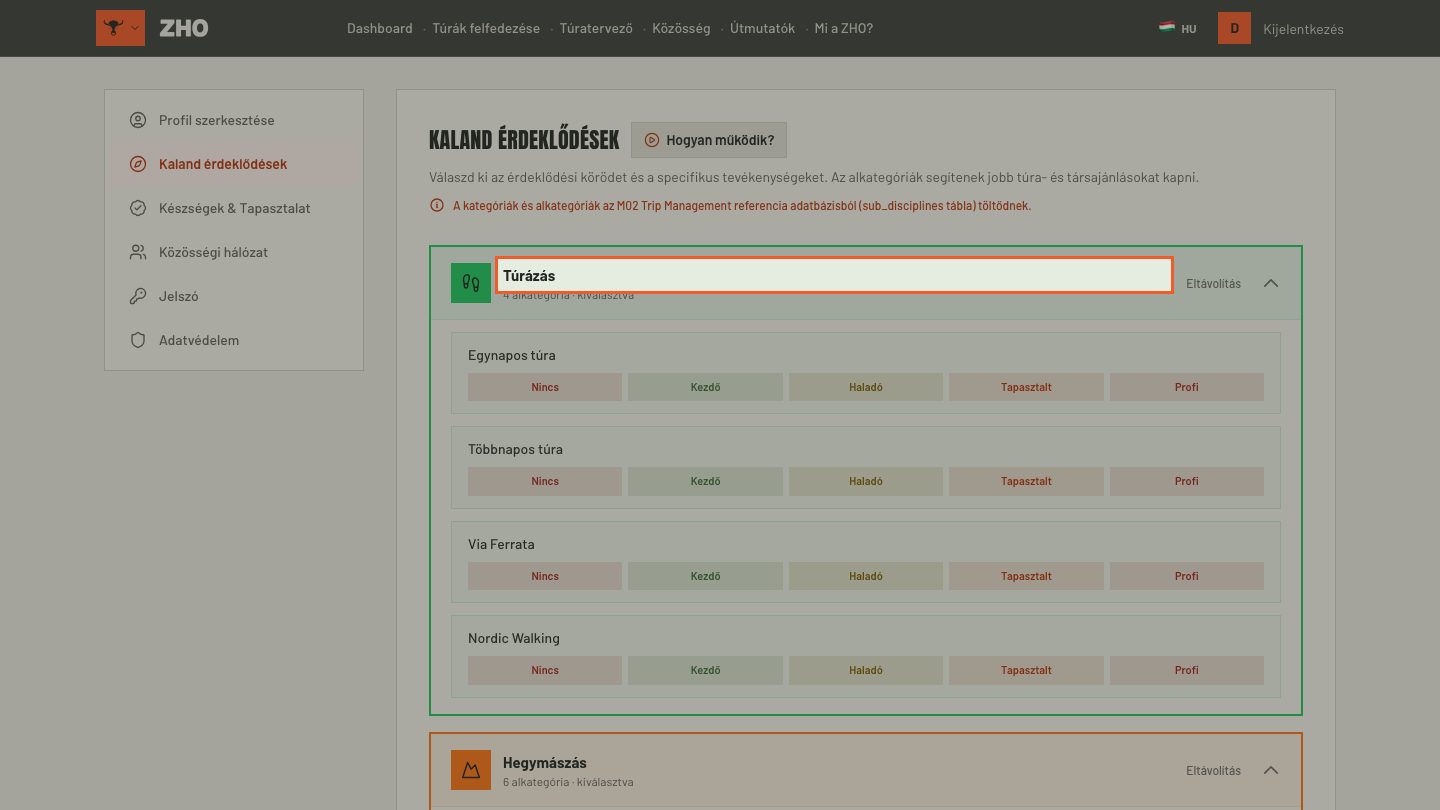 ZHO
Dashboard · Túrák felfedezése · Túratervező · Közösség · Útmutatók · Mi a ZHO?
HU
D
Kijelentkezés
Profil szerkesztése
Kaland érdeklődések
Készségek & Tapasztalat
Közösségi hálózat
Jelszó
Adatvédelem
KALAND ÉRDEKLŐDÉSEK
Hogyan működik?
Válaszd ki az érdeklődési körödet és a specifikus tevékenységeket. Az alkategóriák segítenek jobb túra- és társajánlásokat kapni.
A kategóriák és alkategóriák az M02 Trip Management referencia adatbázisból (sub_disciplines tábla) töltődnek.
Túrázás
4 alkategória · kiválasztva
Eltávolítás
Egynapos túra
Nincs Kezdő Haladó Tapasztalt Profi
Többnapos túra
Nincs Kezdő Haladó Tapasztalt Profi
Via Ferrata
Nincs Kezdő Haladó Tapasztalt Profi
Nordic Walking
Nincs Kezdő Haladó Tapasztalt Profi
Hegymászás
6 alkategória · kiválasztva
Eltávolítás